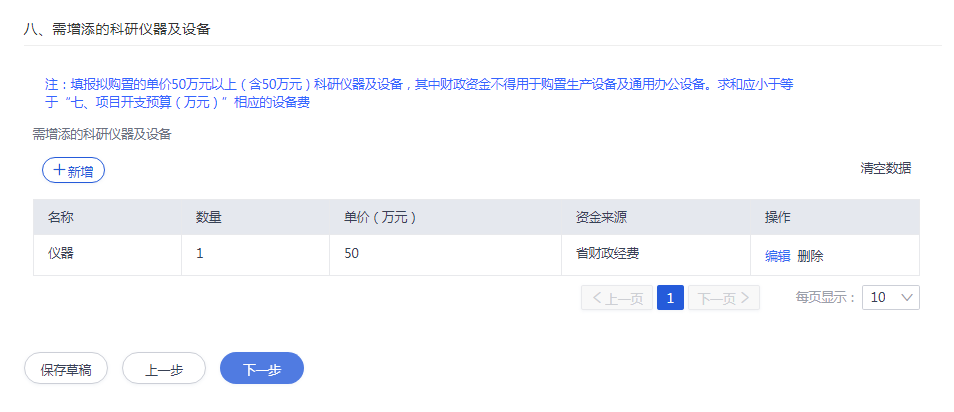 八、需增添的科研仪器及设备
注：填报拟购置的单价50万元以上（含50万元）科研仪器及设备，其中财政资金不得用于购置生产设备及通用办公设备。求和应小于等
于“七、项目开支预算（万元）”相应的设备费
需增添的科研仪器及设备
新增 清空数据
名称 数量 单价（万元） 资金来源 操作
仪器 1 50 省财政经费 编辑 删除
上一页 1 下一页 每页显示： 10
保存草稿 上一步 下一步